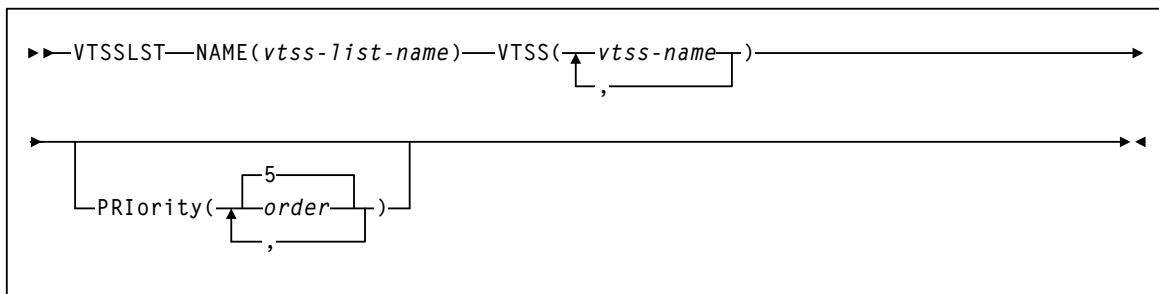 VTSSLST NAME(vtss-list-name) VTSS( vtss-name )
,
5
PRIority( order )
,